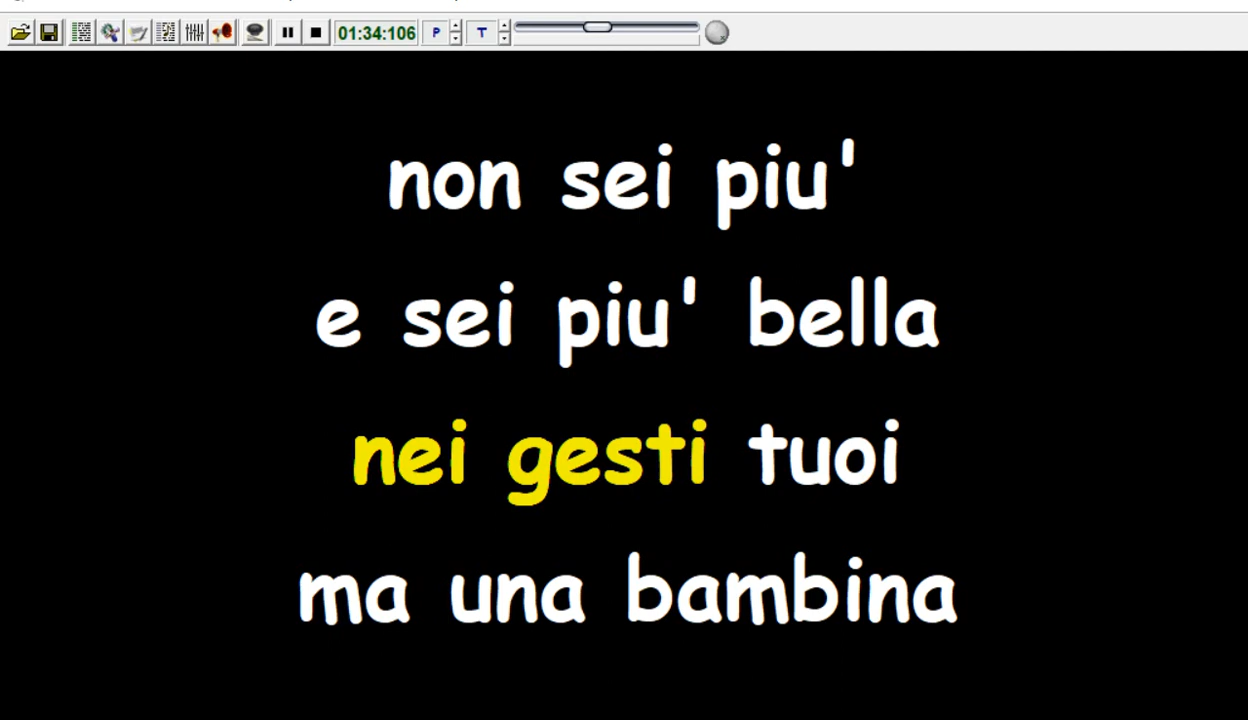 01:34:106 P T
non sei piu'
e sei piu' bella
nei gesti tuoi
ma una bambina